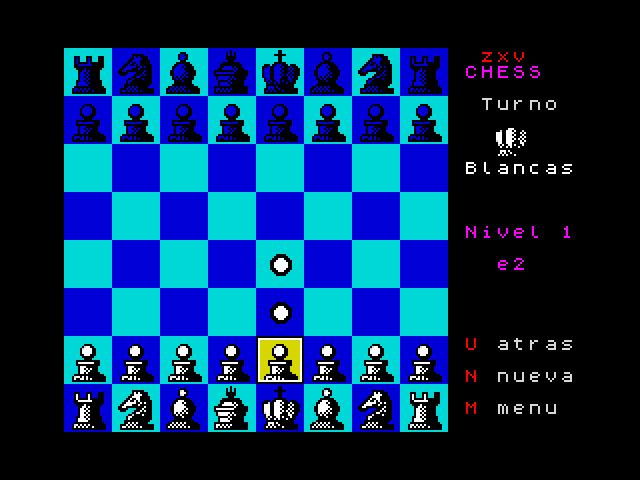 ZXV
CHESS
Turno
Blancas
Nivel 1
e2
U atras
N nueva
M menu